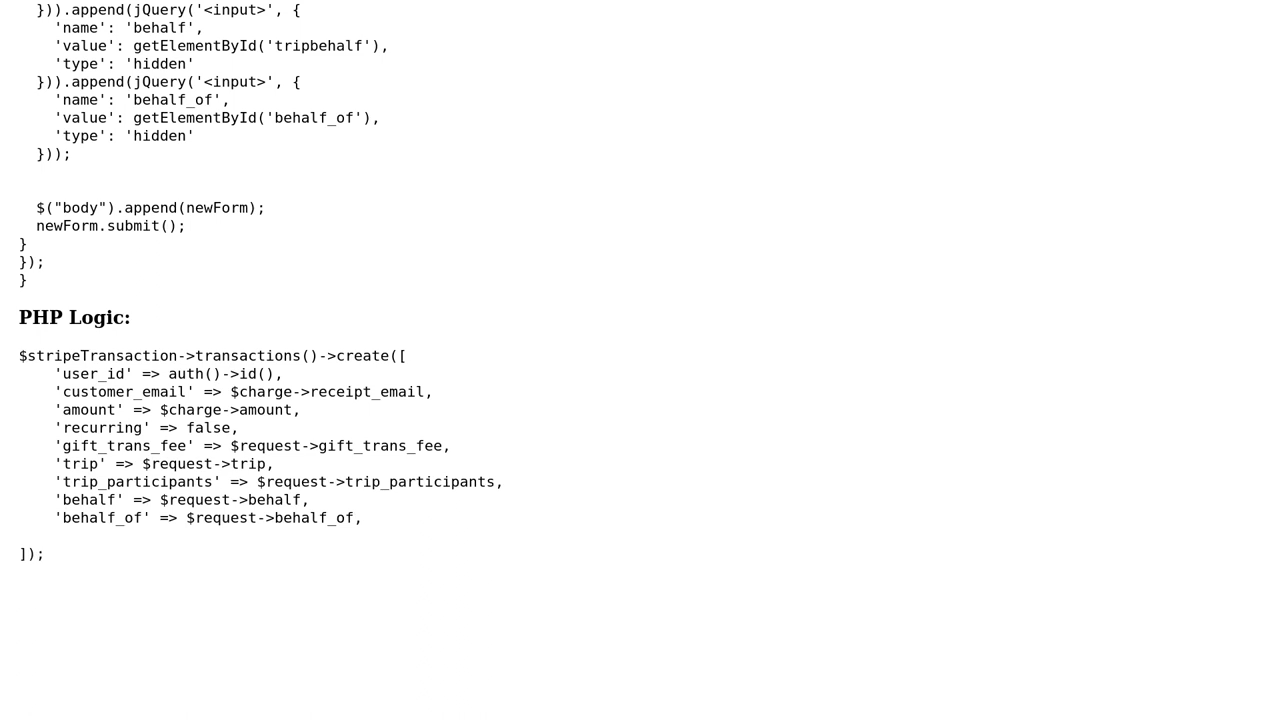 })).append(jQuery('<input>', {
    'name': 'behalf',
    'value': getElementById('tripbehalf'),
    'type': 'hidden'
  })).append(jQuery('<input>', {
    'name': 'behalf_of',
    'value': getElementById('behalf_of'),
    'type': 'hidden'
  }));
  $("body").append(newForm);
  newForm.submit();
}
});
}
PHP Logic:
$stripeTransaction->transactions()->create([
    'user_id' => auth()->id(),
    'customer_email' => $charge->receipt_email,
    'amount' => $charge->amount,
    'recurring' => false,
    'gift_trans_fee' => $request->gift_trans_fee,
    'trip' => $request->trip,
    'trip_participants' => $request->trip_participants,
    'behalf' => $request->behalf,
    'behalf_of' => $request->behalf_of,
]);